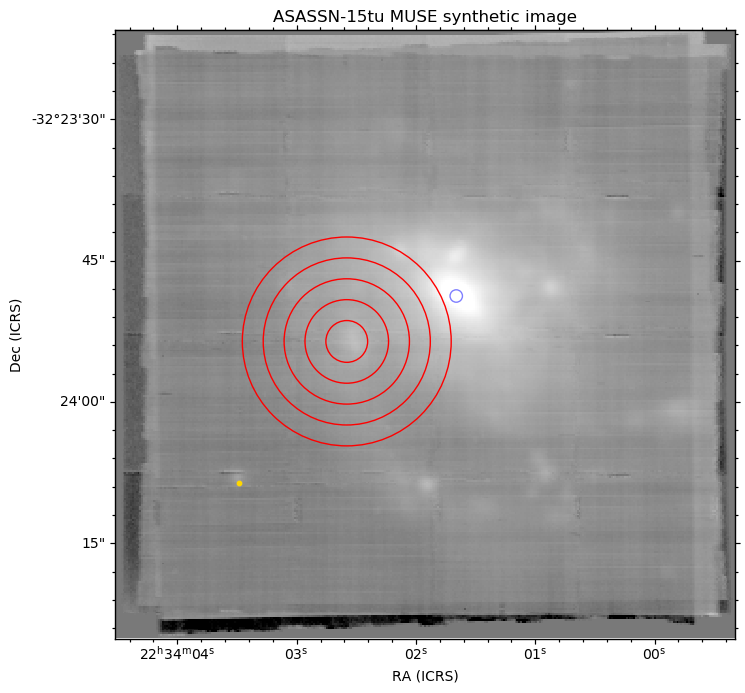 ASASSN-15tu MUSE synthetic image
-32°23'30"
45"
24'00"
15"
Dec (ICRS)
22ʰ34ᵐ04ˢ
03ˢ
02ˢ
01ˢ
00ˢ
RA (ICRS)